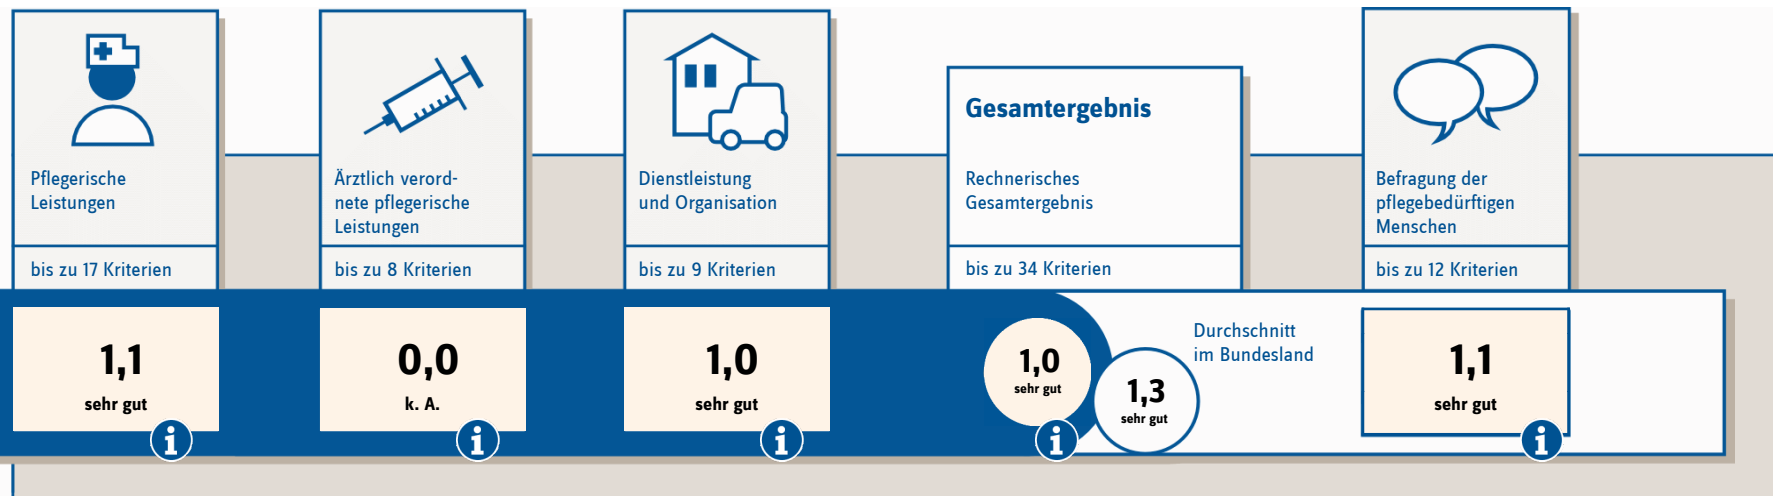 Pflegerische
Leistungen
bis zu 17 Kriterien
1,1
sehr gut
i
Ärztlich verord-
nete pflegerische
Leistungen
bis zu 8 Kriterien
0,0
k. A.
i
Dienstleistung
und Organisation
bis zu 9 Kriterien
1,0
sehr gut
i
Gesamtergebnis
Rechnerisches
Gesamtergebnis
bis zu 34 Kriterien
1,0
sehr gut
i
1,3
sehr gut
Durchschnitt
im Bundesland
Befragung der
pflegebedürftigen
Menschen
bis zu 12 Kriterien
1,1
sehr gut
i